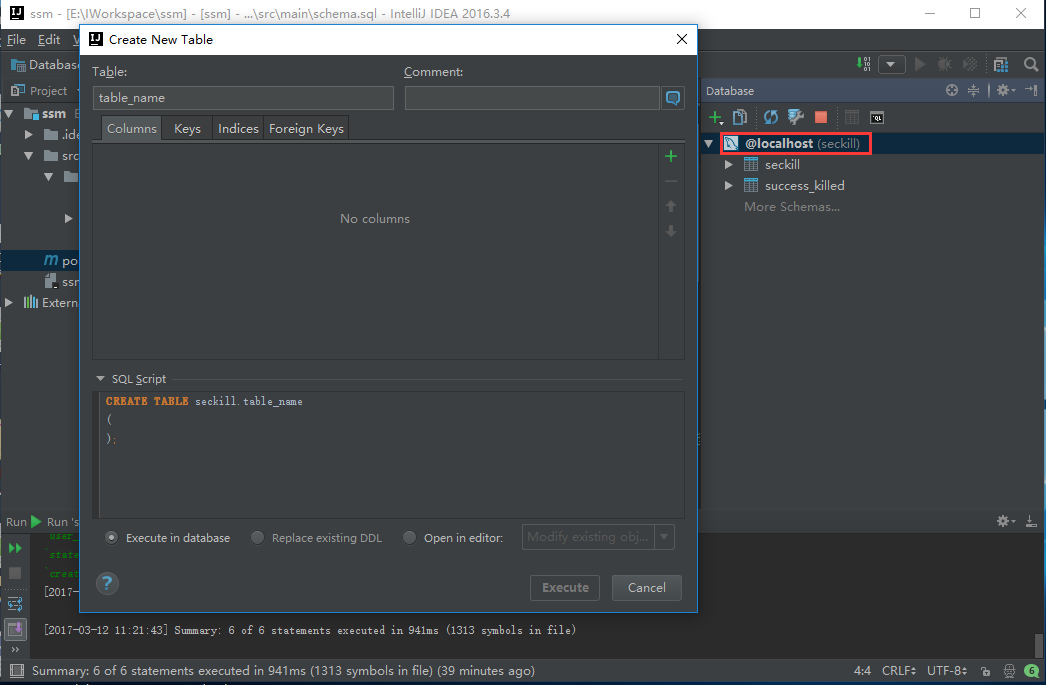 ssm - [E:\IWorkspace\ssm] - [ssm] - ...\src\main\schema.sql - IntelliJ IDEA 2016.3.4
File Edit
Create New Table
Database
Project
ssm
.ide
src
po
ssm
Extern
Table:
Comment:
table_name
Columns
Keys
Indices
Foreign Keys
No columns
SQL Script
CREATE TABLE seckill.table_name
(
);
Execute in database
Replace existing DDL
Open in editor:
Modify existing obj...
?
Execute
Cancel
Database
@localhost (seckill)
seckill
success_killed
More Schemas...
Run
Run 's
user_
`state
`creat
[2017-
[2017-03-12 11:21:43] Summary: 6 of 6 statements executed in 941ms (1313 symbols in file)
Summary: 6 of 6 statements executed in 941ms (1313 symbols in file) (39 minutes ago)
4:4
CRLF
UTF-8
6